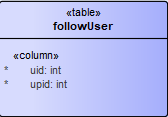 «table»
followUser
«column»
* uid: int
* upid: int